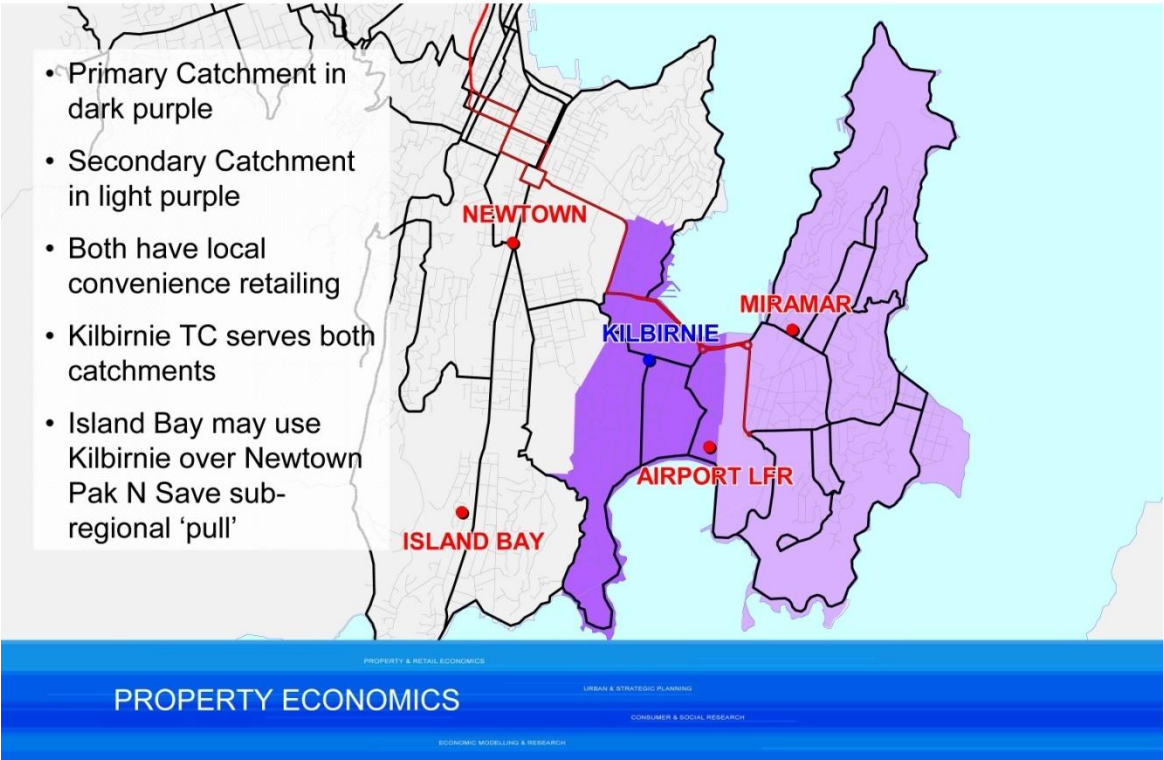 • Primary Catchment in
dark purple
• Secondary Catchment
in light purple
• Both have local
convenience retailing
• Kilbirnie TC serves both
catchments
• Island Bay may use
Kilbirnie over Newtown
Pak N Save sub-
regional ‘pull’
NEWTOWN
MIRAMAR
KILBIRNIE
AIRPORT LFR
ISLAND BAY
PROPERTY & RETAIL ECONOMICS
PROPERTY ECONOMICS
URBAN & STRATEGIC PLANNING
CONSUMER & SOCIAL RESEARCH
ECONOMIC MODELLING & RESEARCH